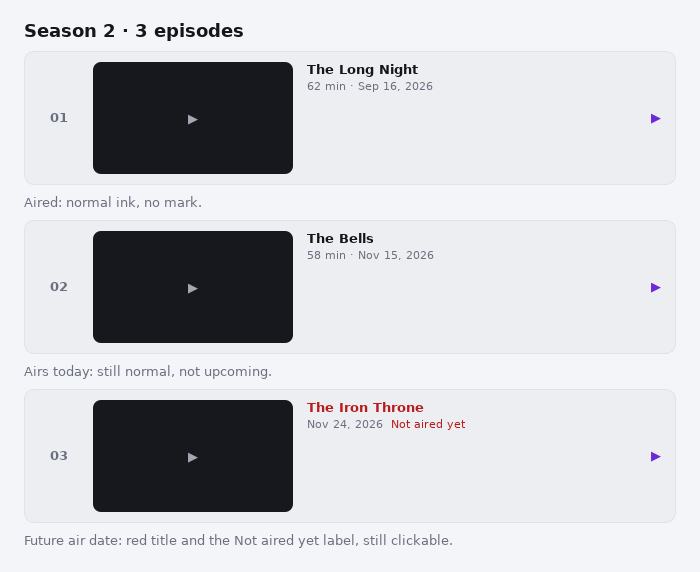 Season 2 · 3 episodes
01
The Long Night
62 min · Sep 16, 2026
Aired: normal ink, no mark.
02
The Bells
58 min · Nov 15, 2026
Airs today: still normal, not upcoming.
03
The Iron Throne
Nov 24, 2026 Not aired yet
Future air date: red title and the Not aired yet label, still clickable.